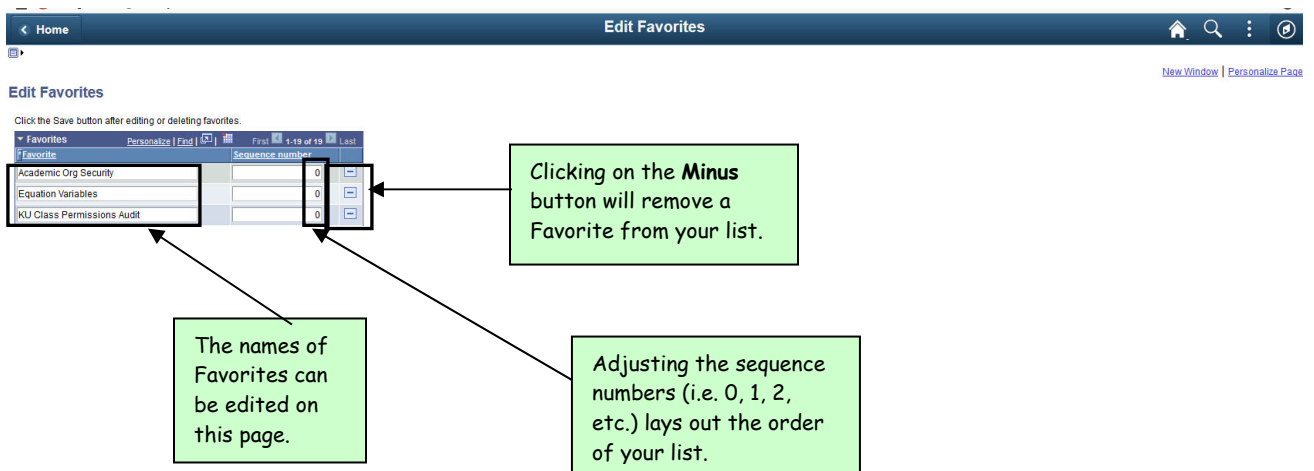 Home
Edit Favorites
New Window | Personalize Page
Edit Favorites
Click the Save button after editing or deleting favorites.
Favorites Personalize | Find | First 1-19 of 19 Last
Favorite Sequence number
Academic Org Security 0
Equation Variables 0
KU Class Permissions Audit 0
Clicking on the Minus
button will remove a
Favorite from your list.
The names of
Favorites can
be edited on
this page.
Adjusting the sequence
numbers (i.e. 0, 1, 2,
etc.) lays out the order
of your list.